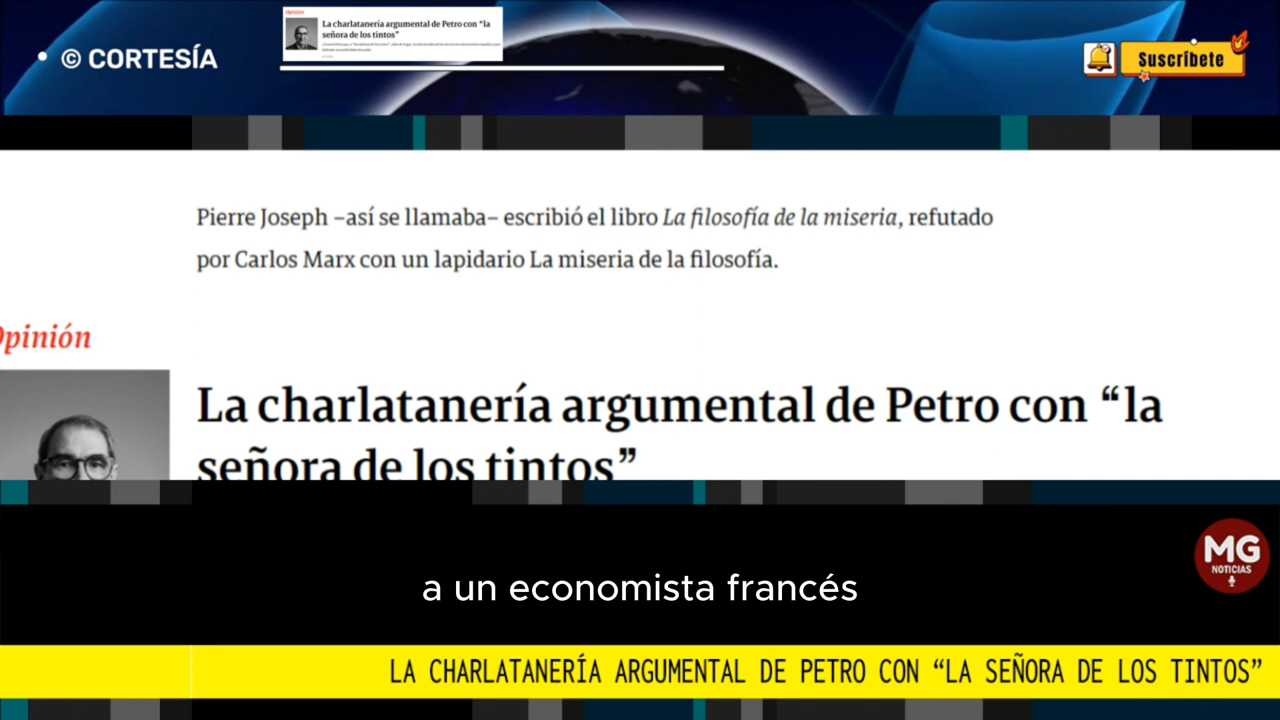 © CORTESÍA
Opinión
La charlatanería argumental de Petro con “la
señora de los tintos”
Suscríbete
Pierre Joseph –así se llamaba– escribió el libro La filosofía de la miseria, refutado
por Carlos Marx con un lapidario La miseria de la filosofía.
Opinión
La charlatanería argumental de Petro con “la
señora de los tintos”
MG
NOTICIAS
a un economista francés
LA CHARLATANERÍA ARGUMENTAL DE PETRO CON “LA SEÑORA DE LOS TINTOS”